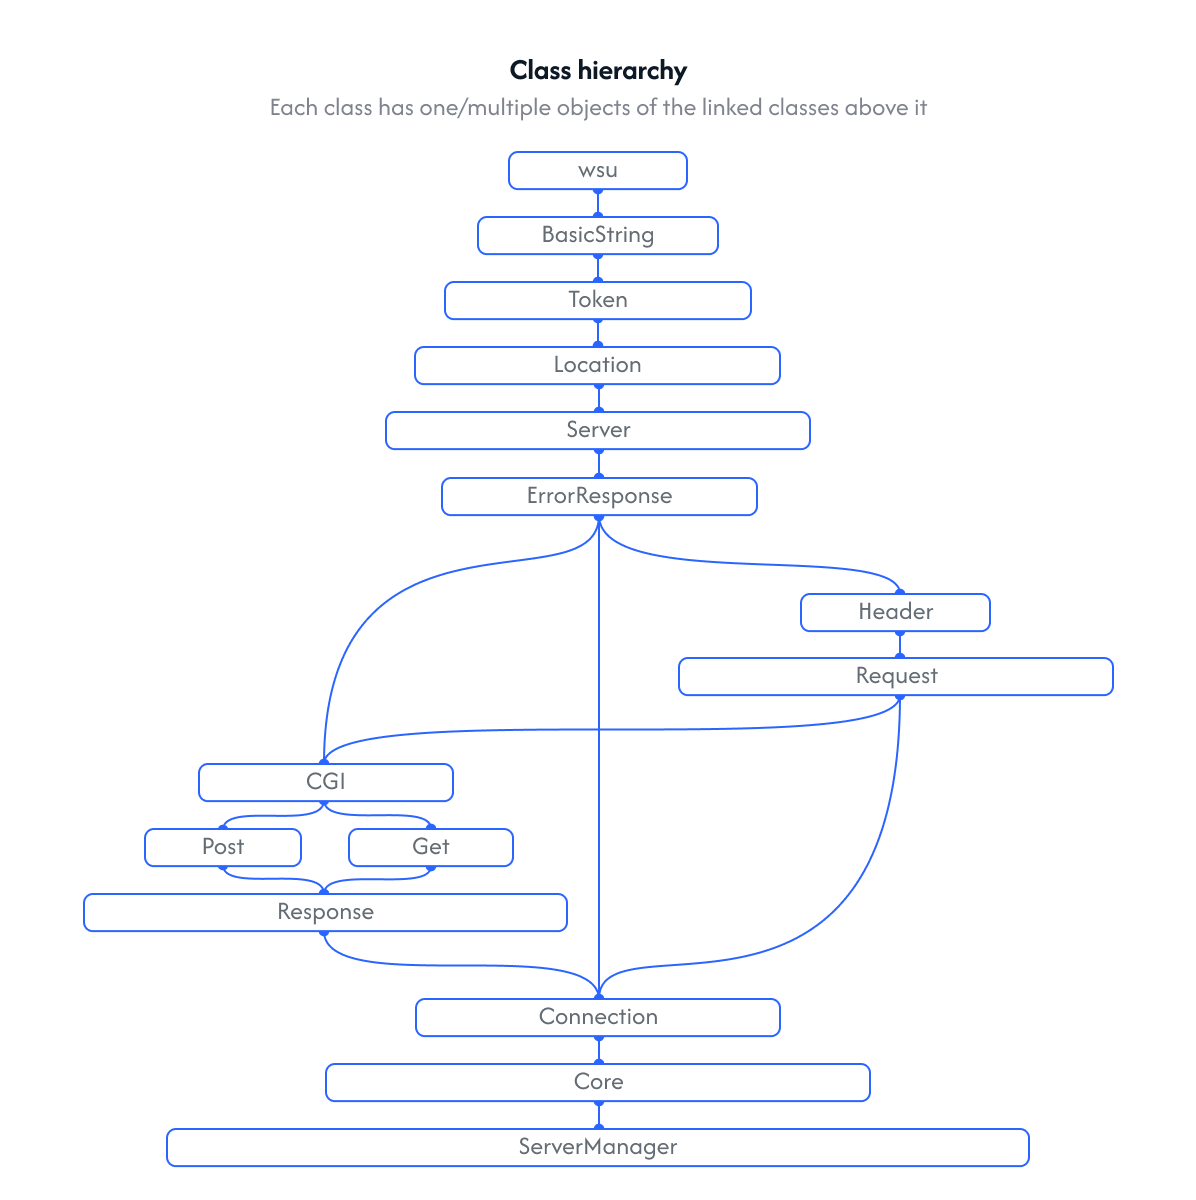 Class hierarchy
Each class has one/multiple objects of the linked classes above it
wsu
BasicString
Token
Location
Server
ErrorResponse
Header
Request
CGI
Post
Get
Response
Connection
Core
ServerManager